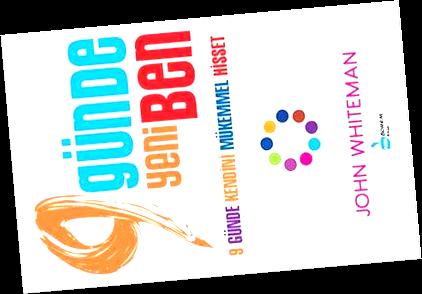 9 günDe
yeni Ben
9 GÜNDE KENDİNİ MÜKEMMEL HİSSET
JOHN WHITEMAN